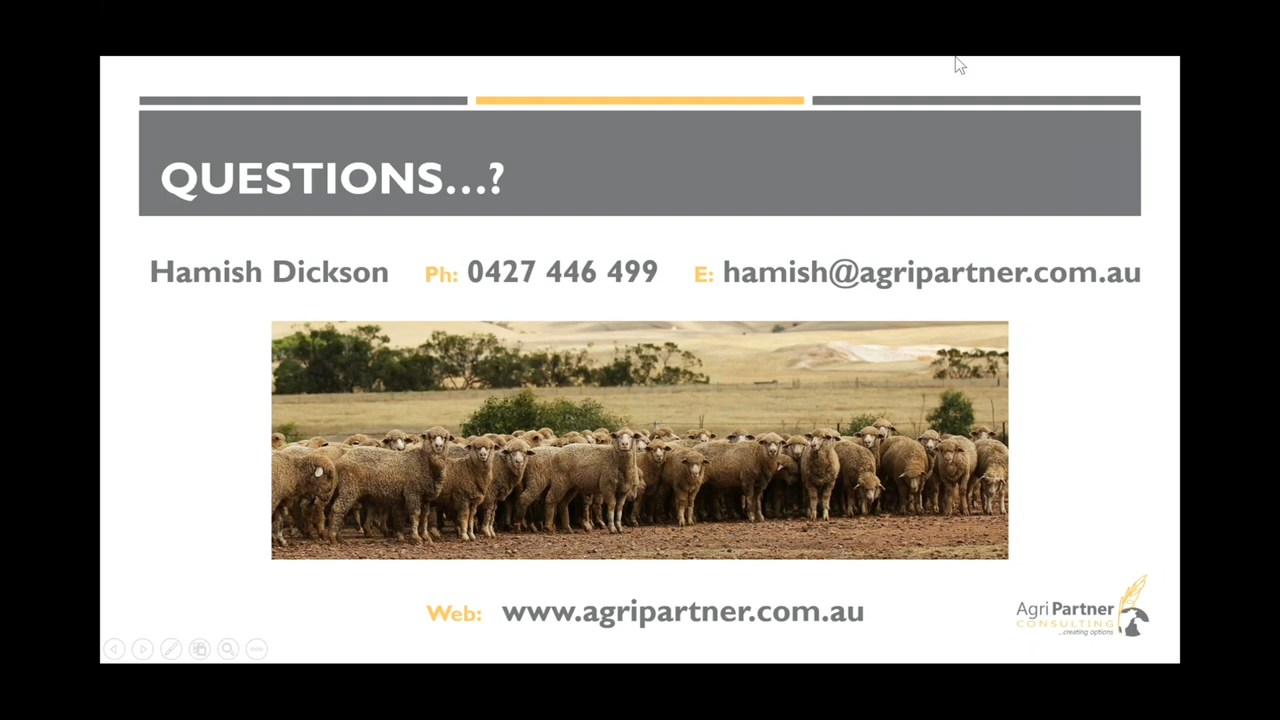 QUESTIONS...?
Hamish Dickson Ph: 0427 446 499 E: hamish@agripartner.com.au
Web: www.agripartner.com.au
Agri Partner
CONSULTING
...creating options